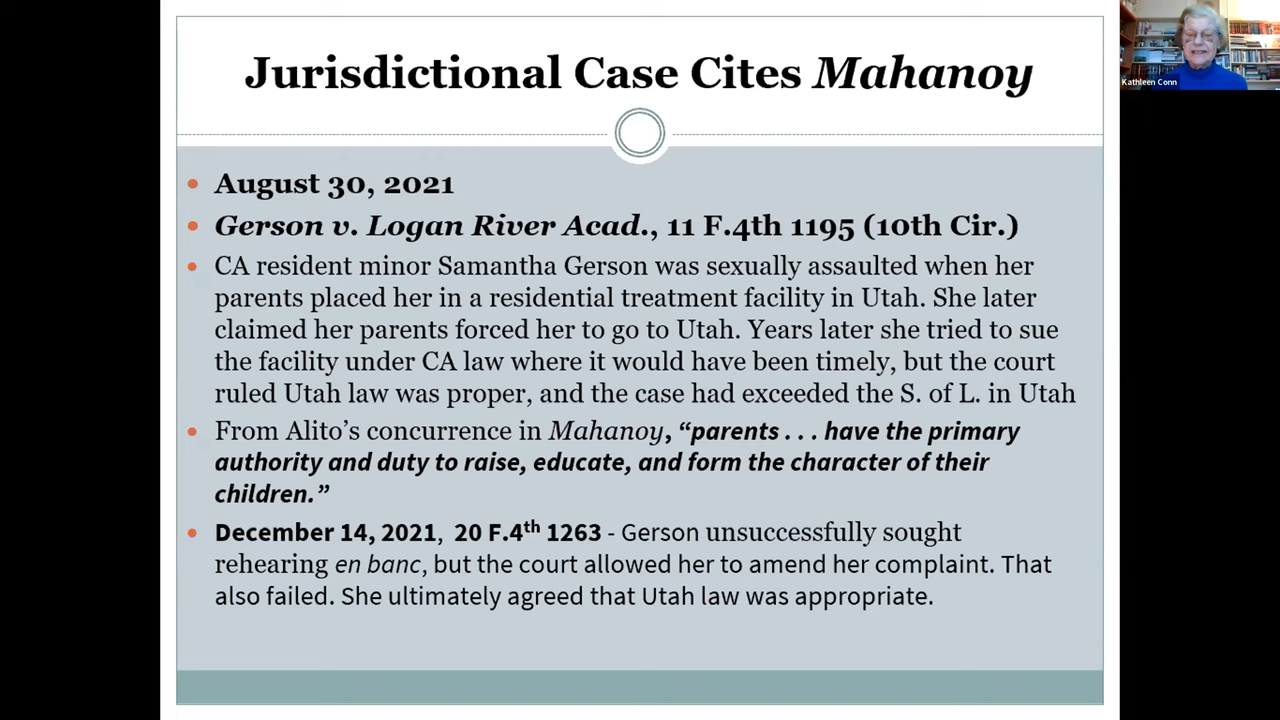 Jurisdictional Case Cites Mahanoy
Kathleen Conn
• August 30, 2021
• Gerson v. Logan River Acad., 11 F.4th 1195 (10th Cir.)
• CA resident minor Samantha Gerson was sexually assaulted when her
parents placed her in a residential treatment facility in Utah. She later
claimed her parents forced her to go to Utah. Years later she tried to sue
the facility under CA law where it would have been timely, but the court
ruled Utah law was proper, and the case had exceeded the S. of L. in Utah
• From Alito’s concurrence in Mahanoy, “parents . . . have the primary
authority and duty to raise, educate, and form the character of their
children.”
• December 14, 2021, 20 F.4th 1263 - Gerson unsuccessfully sought
rehearing en banc, but the court allowed her to amend her complaint. That
also failed. She ultimately agreed that Utah law was appropriate.